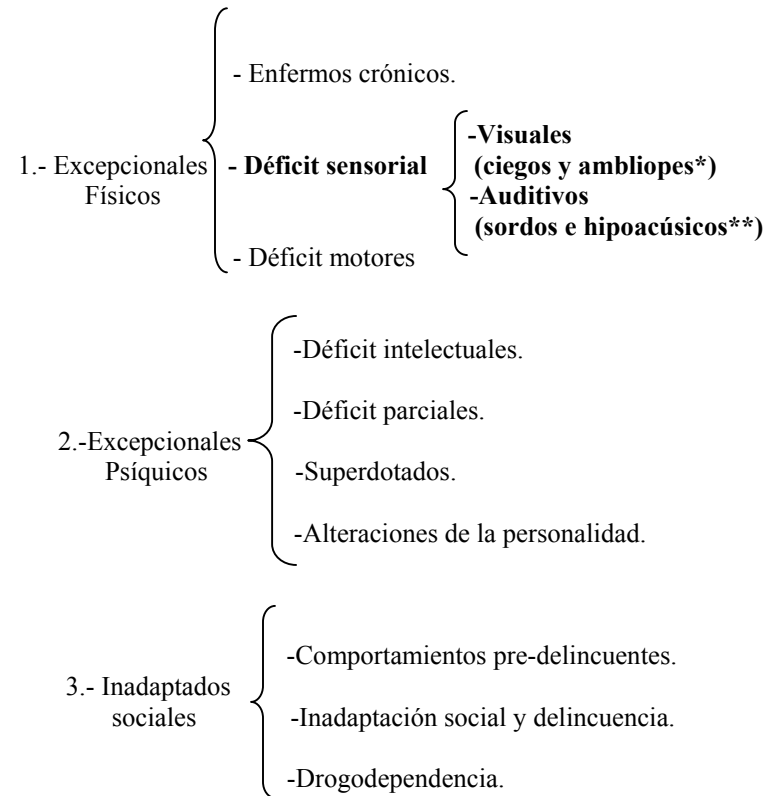 - Enfermos crónicos.
1.- Excepcionales
Físicos
- Déficit sensorial
-Visuales
(ciegos y ambliopes*)
-Auditivos
(sordos e hipoacúsicos**)
- Déficit motores
2.-Excepcionales
Psíquicos
-Déficit intelectuales.
-Déficit parciales.
-Superdotados.
-Alteraciones de la personalidad.
3.- Inadaptados
sociales
-Comportamientos pre-delincuentes.
-Inadaptación social y delincuencia.
-Drogodependencia.